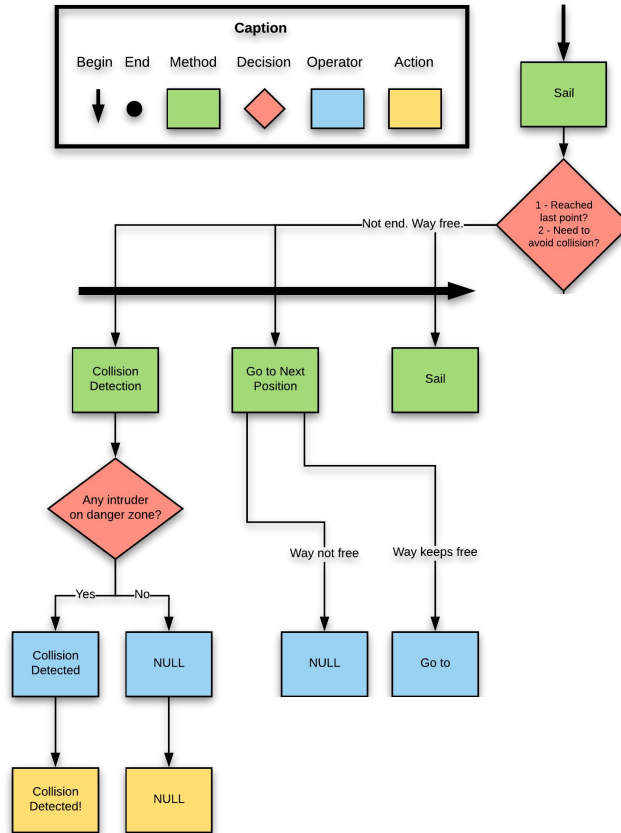 Caption
Begin End Method Decision Operator Action
Sail
1 - Reached
last point?
2 - Need to
avoid collision?
Not end. Way free.
Collision
Detection
Go to Next
Position
Sail
Any intruder
on danger zone?
Way not free
Way keeps free
Yes
No
Collision
Detected
NULL
NULL
Go to
Collision
Detected!
NULL